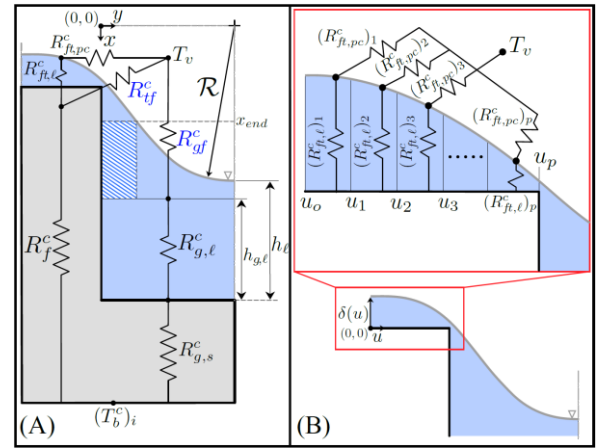 (0, 0) y
x
R^c_{ft,pc} T_v
R^c_{ft,ℓ}
R^c_{tf}
ℛ
x_{end}
R^c_{gf}
R^c_f
R^c_{g,ℓ}
h_{g,ℓ}
h_ℓ
R^c_{g,s}
(A)
(T^c_b)_i
(R^c_{ft,pc})_1
(R^c_{ft,pc})_2
(R^c_{ft,pc})_3
T_v
(R^c_{ft,pc})_p
(R^c_{ft,ℓ})_1
(R^c_{ft,ℓ})_2
(R^c_{ft,ℓ})_3
.....
u_p
u_o u_1 u_2 u_3
(R^c_{ft,ℓ})_p
δ(u)
(0, 0)
u
(B)